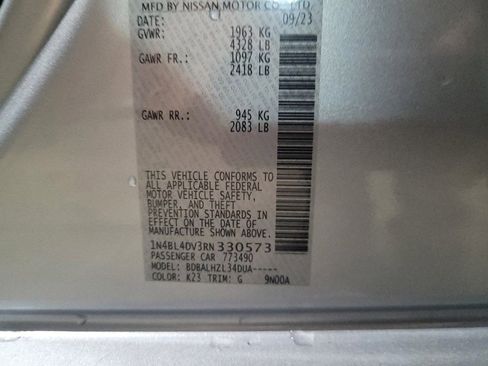 MFD BY NISSAN MOTOR CO., LTD.
DATE: 09/23
GVWR: 1963 KG
4328 LB
GAWR FR.: 1097 KG
2418 LB
GAWR RR.: 945 KG
2083 LB
THIS VEHICLE CONFORMS TO
ALL APPLICABLE FEDERAL
MOTOR VEHICLE SAFETY,
BUMPER, AND THEFT
PREVENTION STANDARDS IN
EFFECT ON THE DATE OF
MANUFACTURE SHOWN ABOVE.
1N4BL4DV3RN330573
PASSENGER CAR 773490
MODEL: BDBALHZL34DUA-----
COLOR: K23 TRIM: G 9N00A